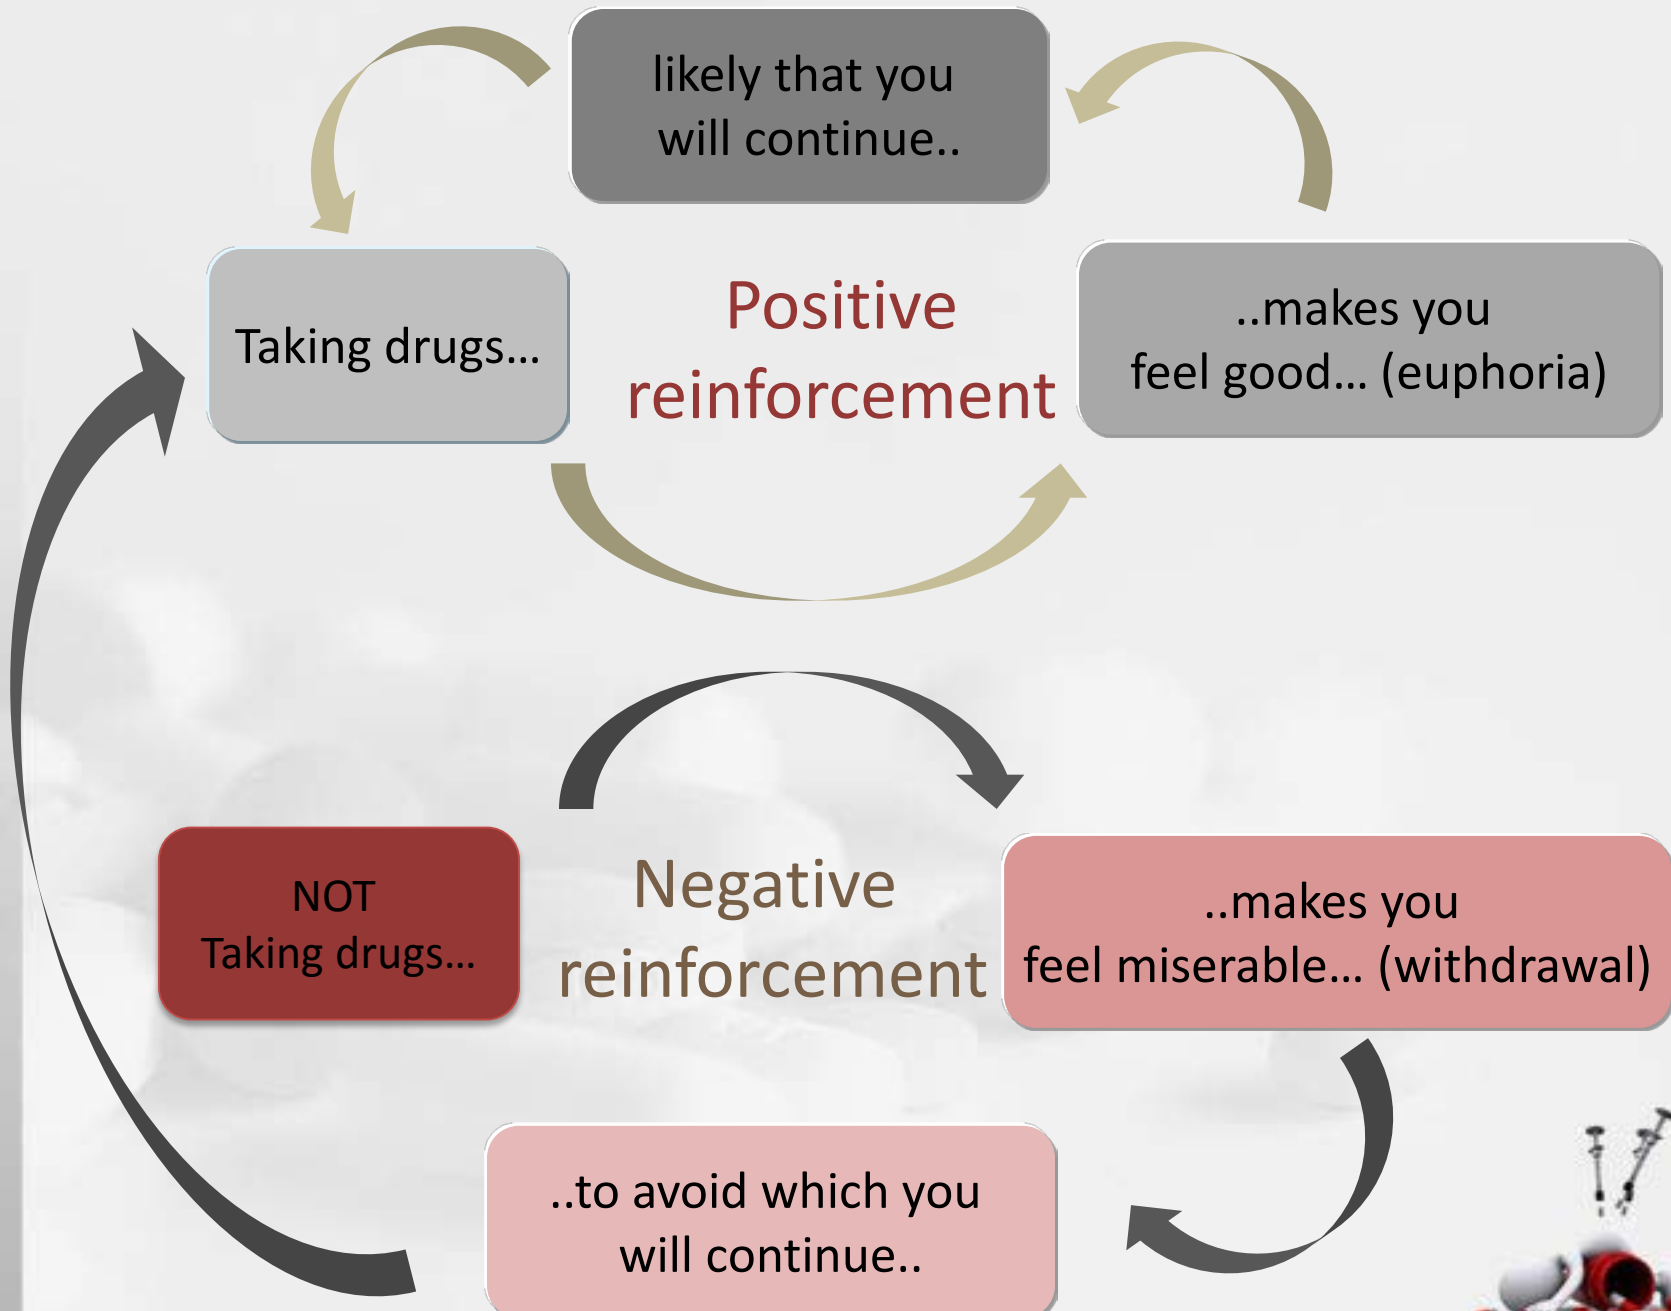 likely that you
will continue..
Taking drugs...
Positive
reinforcement
..makes you
feel good... (euphoria)
NOT
Taking drugs...
Negative
reinforcement
..makes you
feel miserable... (withdrawal)
..to avoid which you
will continue..